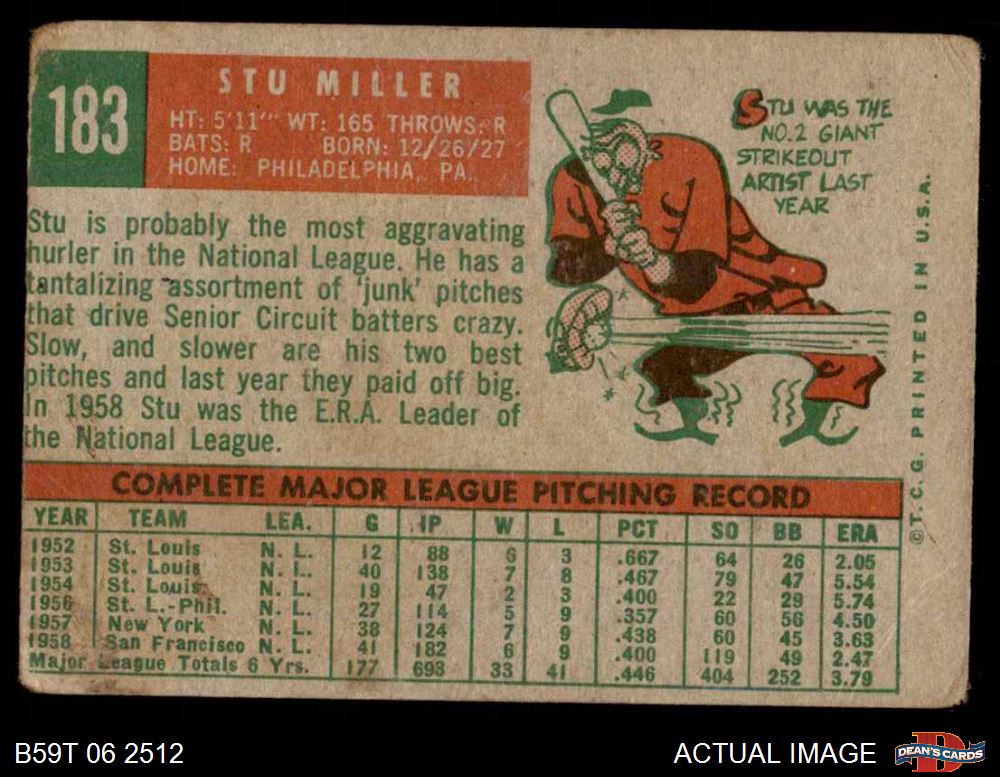 183
STU MILLER
HT: 5'11"' WT: 165 THROWS: R
BATS: R BORN: 12/26/27
HOME: PHILADELPHIA, PA.
STU WAS THE
NO.2 GIANT
STRIKEOUT
ARTIST LAST
YEAR
Stu is probably the most aggravating
hurler in the National League. He has a
tantalizing assortment of 'junk' pitches
that drive Senior Circuit batters crazy.
Slow, and slower are his two best
pitches and last year they paid off big.
In 1958 Stu was the E.R.A. Leader of
the National League.
©T.C.G. PRINTED IN U.S.A.
COMPLETE MAJOR LEAGUE PITCHING RECORD
YEAR TEAM LEA. G IP W L PCT SO BB ERA
1952 St. Louis N. L. 12 88 6 3 .667 64 26 2.05
1953 St. Louis N. L. 40 138 7 8 .467 79 47 5.54
1954 St. Louis N. L. 19 47 2 3 .400 22 29 5.74
1956 St. L.-Phil. N. L. 27 114 5 9 .357 60 56 4.50
1957 New York N. L. 38 124 7 9 .438 60 45 3.63
1958 San Francisco N. L. 41 182 6 9 .400 119 49 2.47
Major League Totals 6 Yrs. 177 693 33 41 .446 404 252 3.79
B59T 06 2512
ACTUAL IMAGE
DEAN'S CARDS